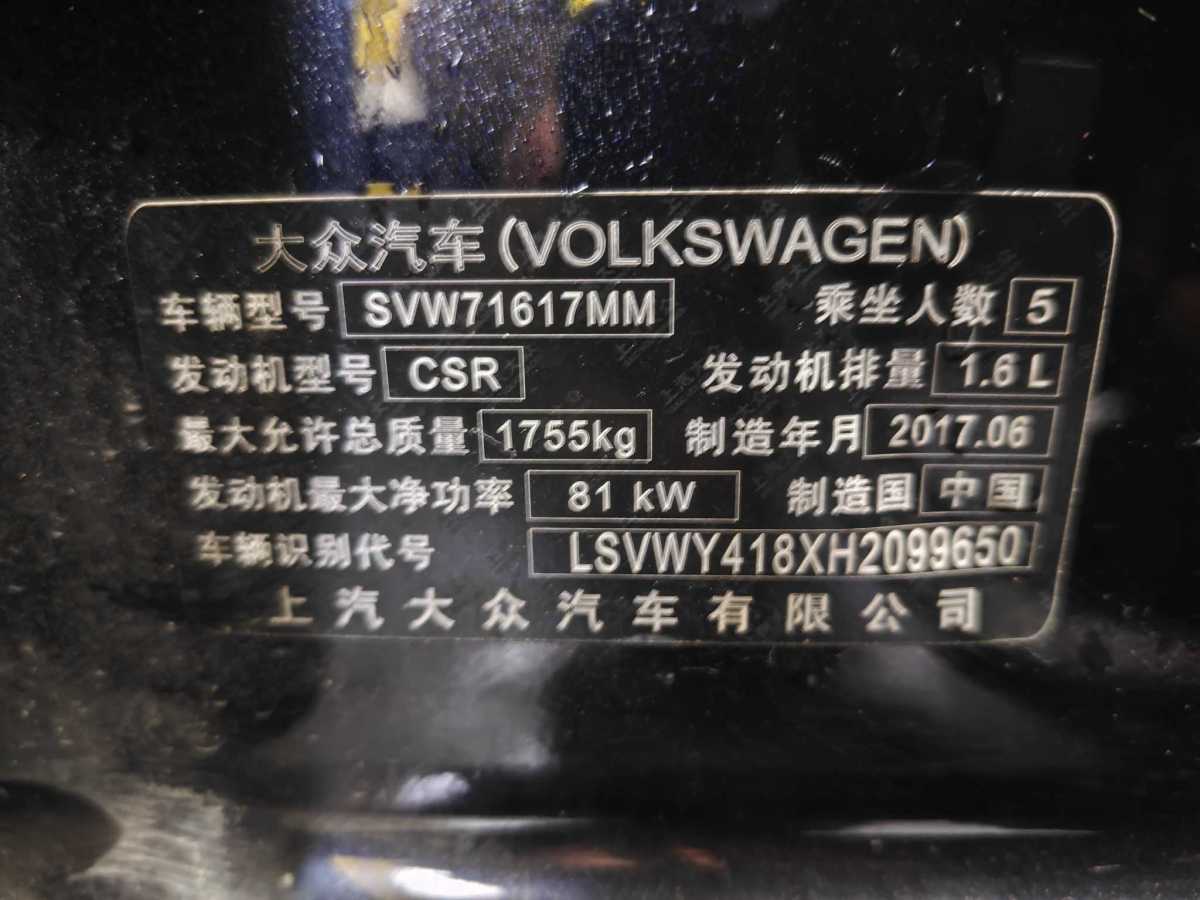 大众汽车(VOLKSWAGEN)
车辆型号 SVW71617MM 乘坐人数 5
发动机型号 CSR 发动机排量 1.6 L
最大允许总质量 1755kg 制造年月 2017.06
发动机最大净功率 81 kW 制造国 中国
车辆识别代号 LSVWY418XH2099650
上汽大众汽车有限公司